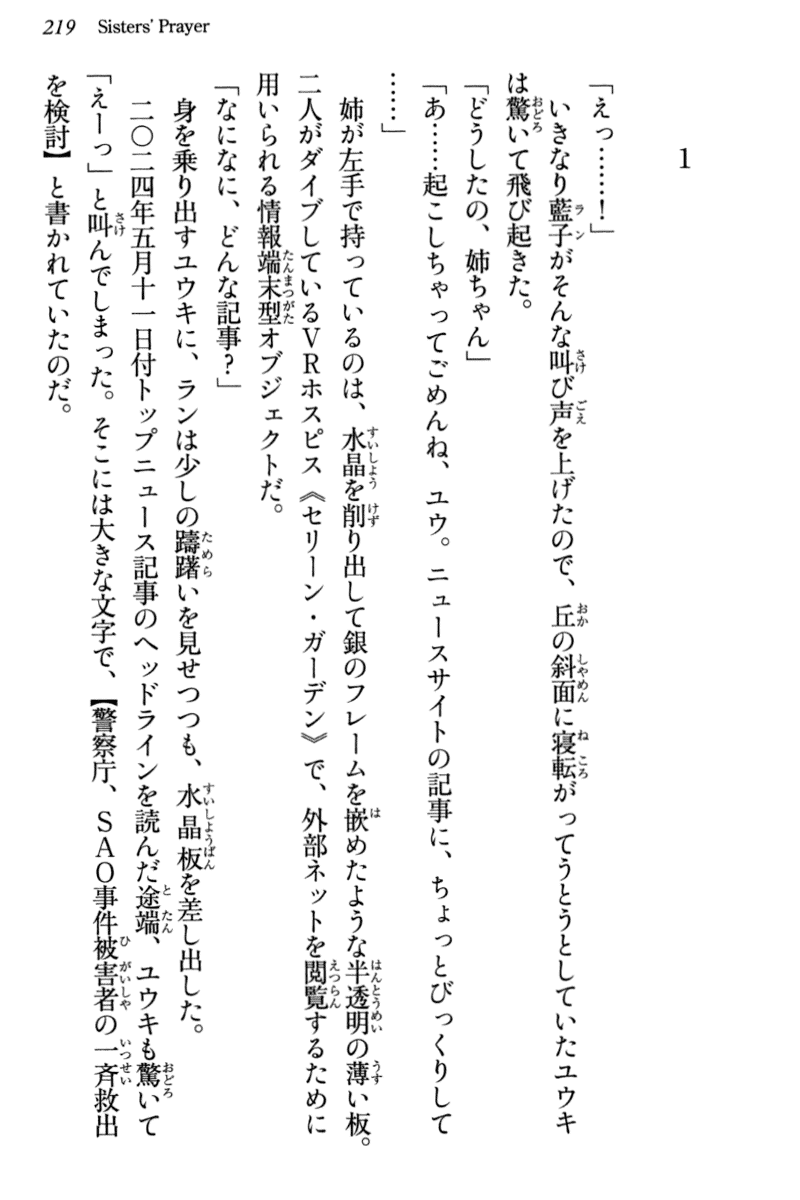 219 Sisters' Prayer
1
「えっ……！」
いきなり藍子がそんな叫び声を上げたので、丘の斜面に寝転がってうとうとしていたユウキ
は驚いて飛び起きた。
「どうしたの、姉ちゃん」
「あ……起こしちゃってごめんね、ユウ。ニュースサイトの記事に、ちょっとびっくりして
……」
姉が左手で持っているのは、水晶を削り出して銀のフレームを嵌めたような半透明の薄い板。
二人がダイブしているＶＲホスピス《セリーン・ガーデン》で、外部ネットを閲覧するために
用いられる情報端末型オブジェクトだ。
「なになに、どんな記事？」
身を乗り出すユウキに、ランは少しの躊躇いを見せつつも、水晶板を差し出した。
二〇二四年五月十一日付トップニュース記事のヘッドラインを読んだ途端、ユウキも驚いて
「えーっ」と叫んでしまった。そこには大きな文字で、【警察庁、ＳＡＯ事件被害者の一斉救出
を検討】と書かれていたのだ。